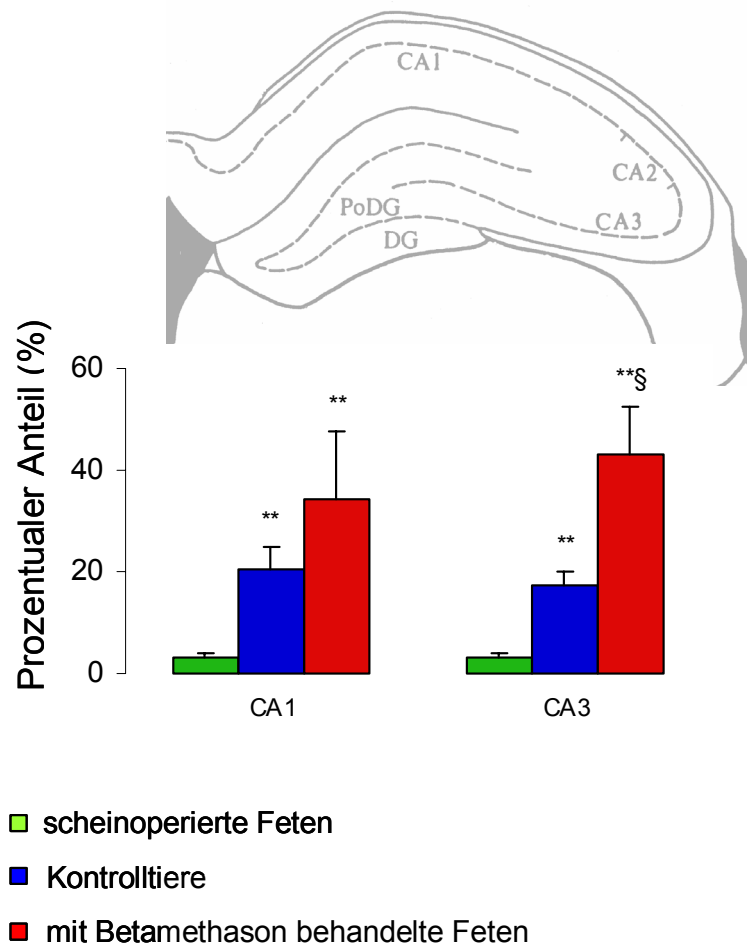 CA1
CA2
PoDG
CA3
DG
Prozentualer Anteil (%)
60
40
20
0
**
**
**
**§
CA1
CA3
scheinoperierte Feten
Kontrolltiere
mit Betamethason behandelte Feten